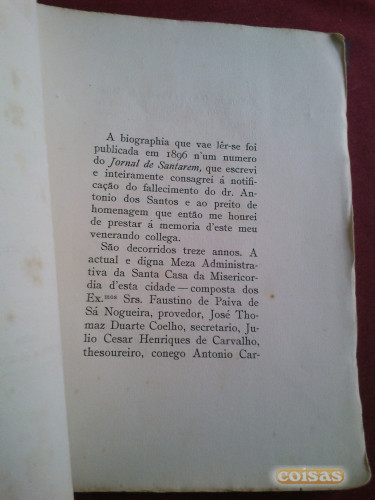 A biographia que vae lêr-se foi
publicada em 1896 n'um numero
do Jornal de Santarem, que escrevi
e inteiramente consagrei á notifi-
cação do fallecimento do dr. An-
tonio dos Santos e ao preito de
homenagem que então me honrei
de prestar á memoria d'este meu
venerando collega.
São decorridos treze annos. A
actual e digna Meza Administra-
tiva da Santa Casa da Misericor-
dia d'esta cidade — composta dos
Ex.mos Srs. Faustino de Paiva de
Sá Nogueira, provedor, José Tho-
maz Duarte Coelho, secretario, Ju-
lio Cesar Henriques de Carvalho,
thesoureiro, conego Antonio Car-
coisas